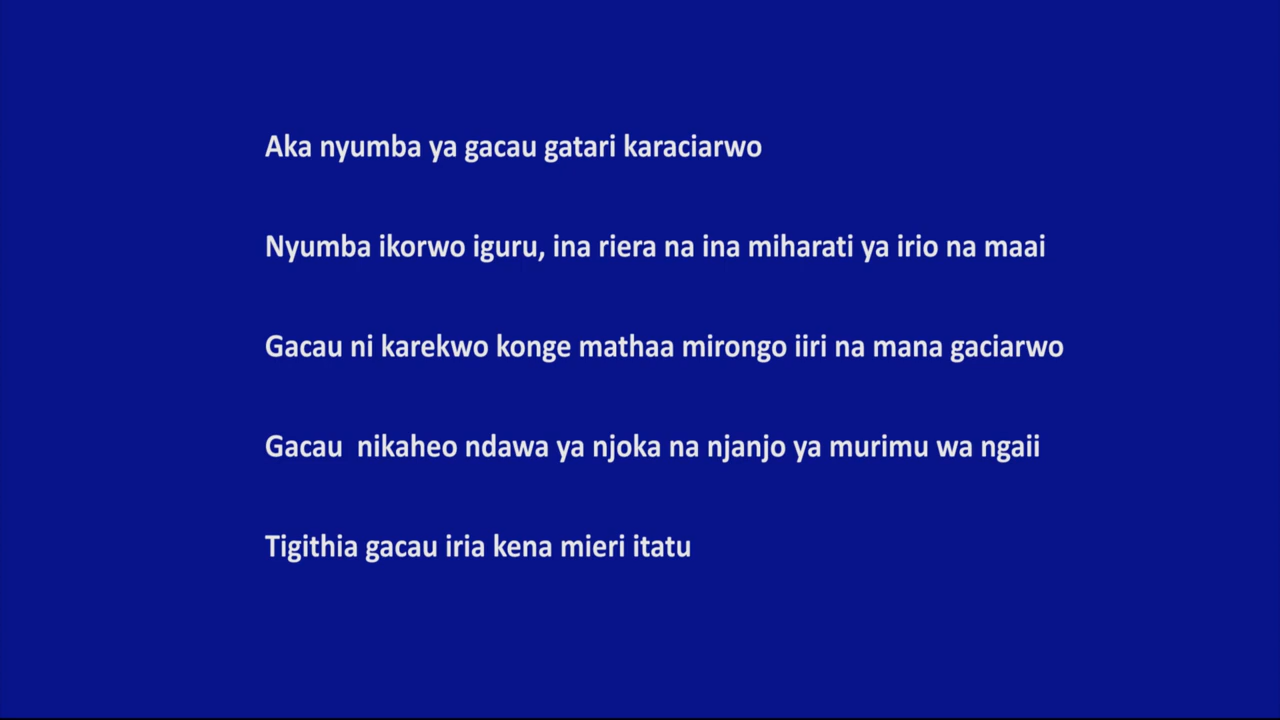 Aka nyumba ya gacau gatari karaciarwo
Nyumba ikorwo iguru, ina riera na ina miharati ya irio na maai
Gacau ni karekwo konge mathaa mirongo iiri na mana gaciarwo
Gacau  nikaheo ndawa ya njoka na njanjo ya murimu wa ngaii
Tigithia gacau iria kena mieri itatu